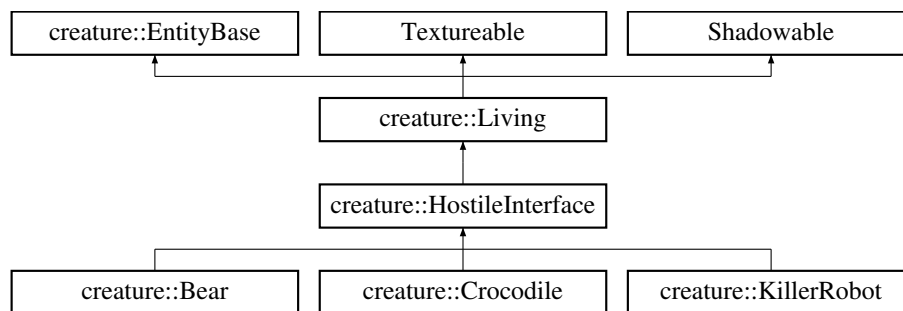 creature::EntityBase
Textureable
Shadowable
creature::Living
creature::HostileInterface
creature::Bear
creature::Crocodile
creature::KillerRobot